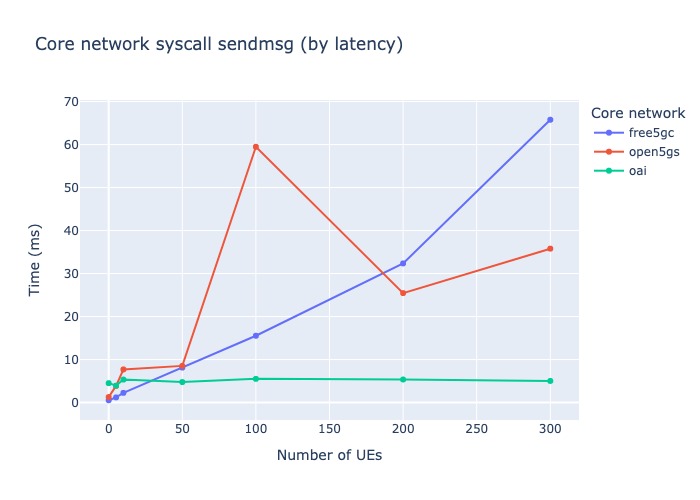 Core network syscall sendmsg (by latency)
Core network
free5gc
open5gs
oai
70
60
50
40
30
20
10
0
Time (ms)
0 50 100 150 200 250 300
Number of UEs